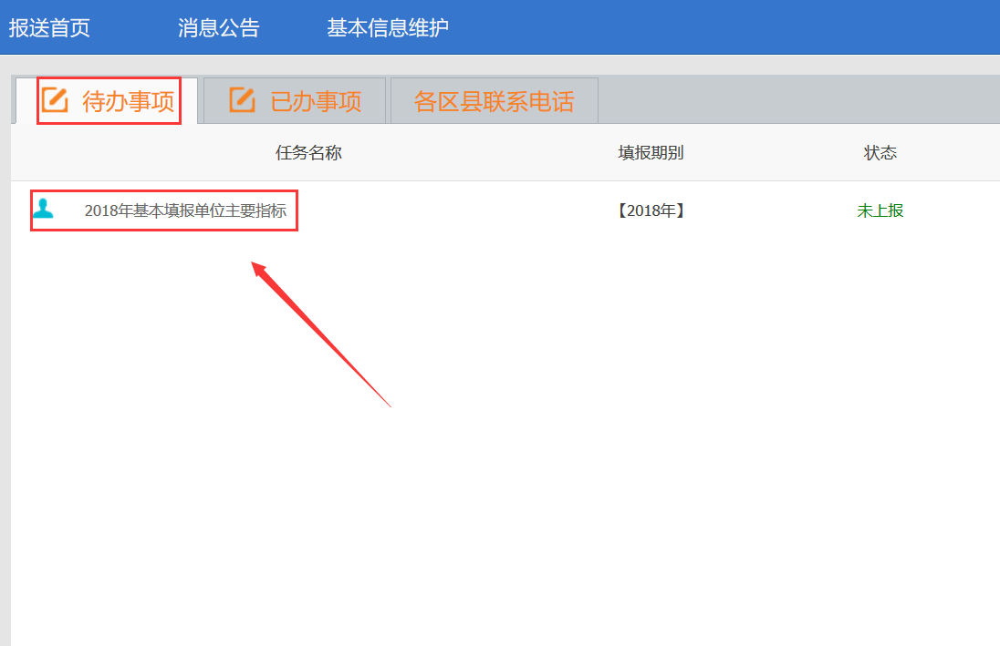 报送首页 消息公告 基本信息维护
待办事项 已办事项 各区县联系电话
任务名称 填报期别 状态
2018年基本填报单位主要指标 【2018年】 未上报